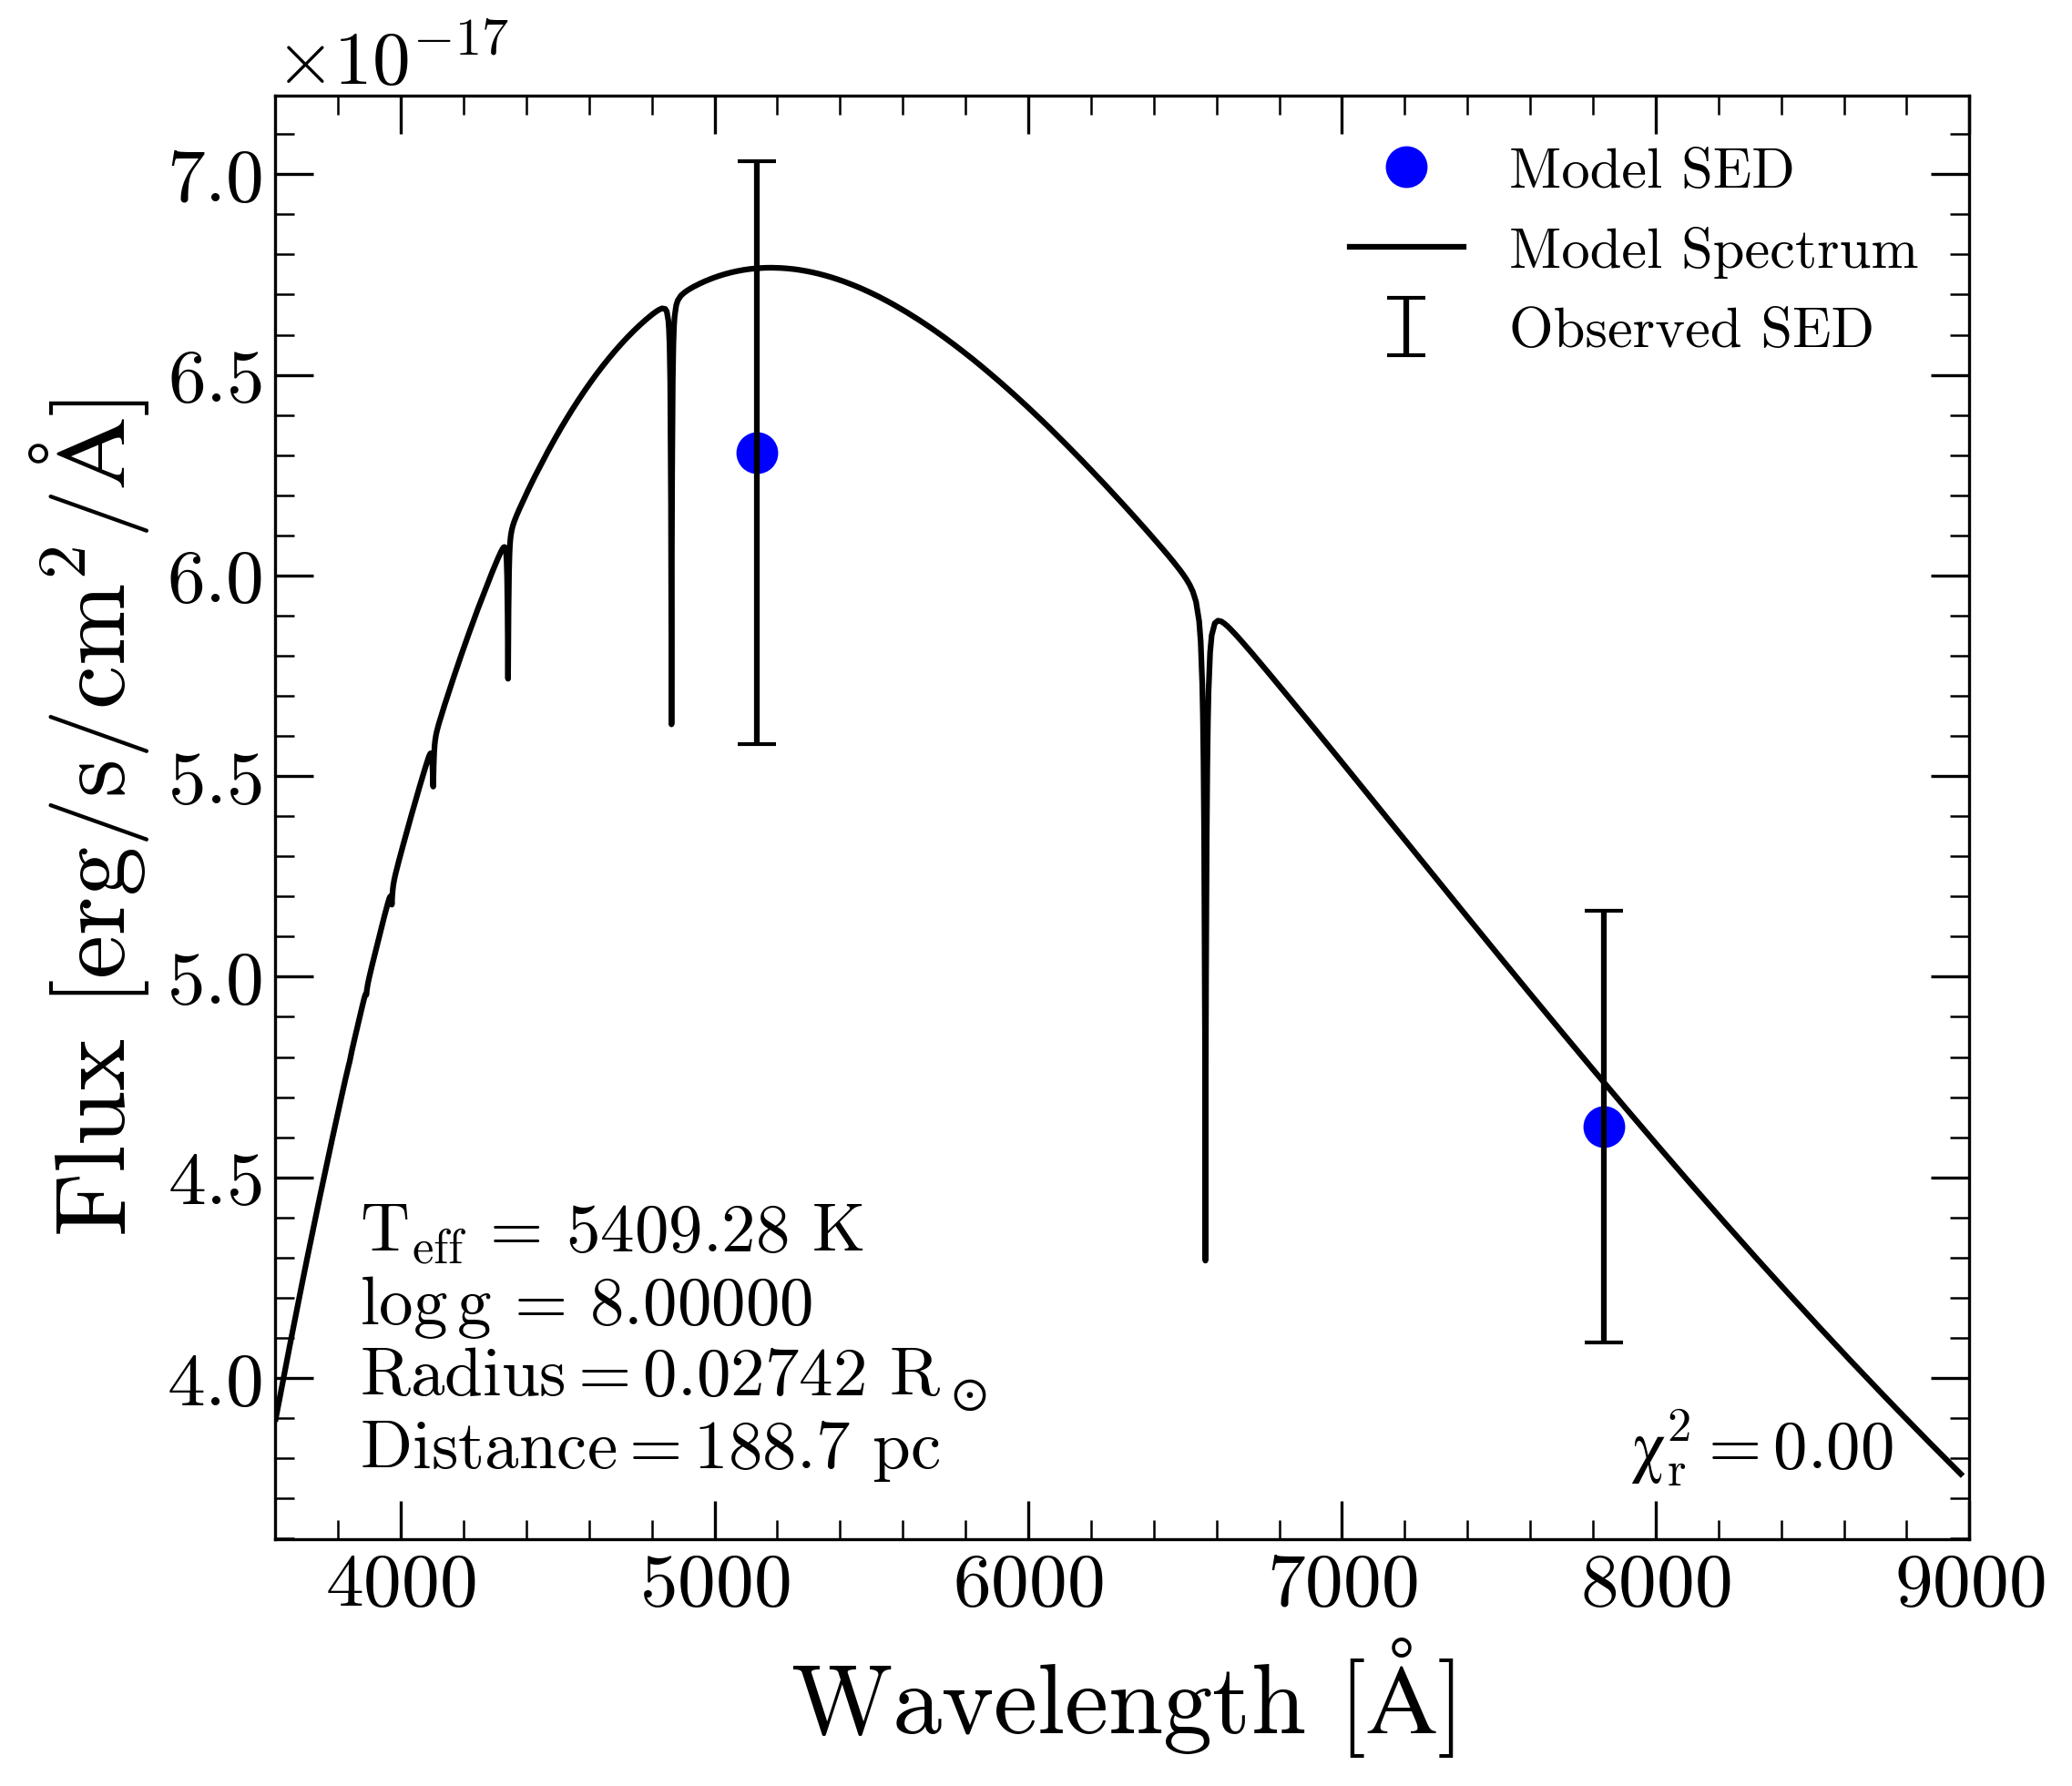 ×10⁻¹⁷
Flux [erg/s/cm²/Å]
7.0
6.5
6.0
5.5
5.0
4.5
4.0
Model SED
Model Spectrum
Observed SED
T_eff = 5409.28 K
log g = 8.00000
Radius = 0.02742 R_⊙
Distance = 188.7 pc
χ²_r = 0.00
4000 5000 6000 7000 8000 9000
Wavelength [Å]